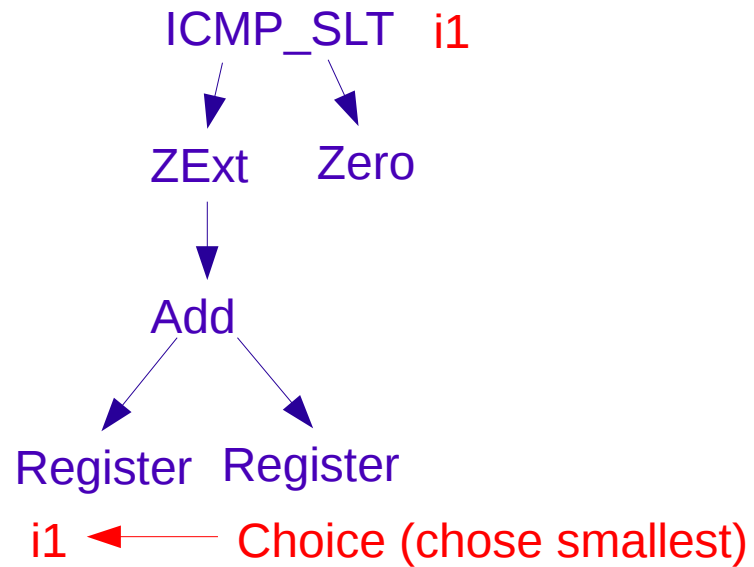 ICMP_SLT i1
ZExt Zero
Add
Register Register
i1 Choice (chose smallest)